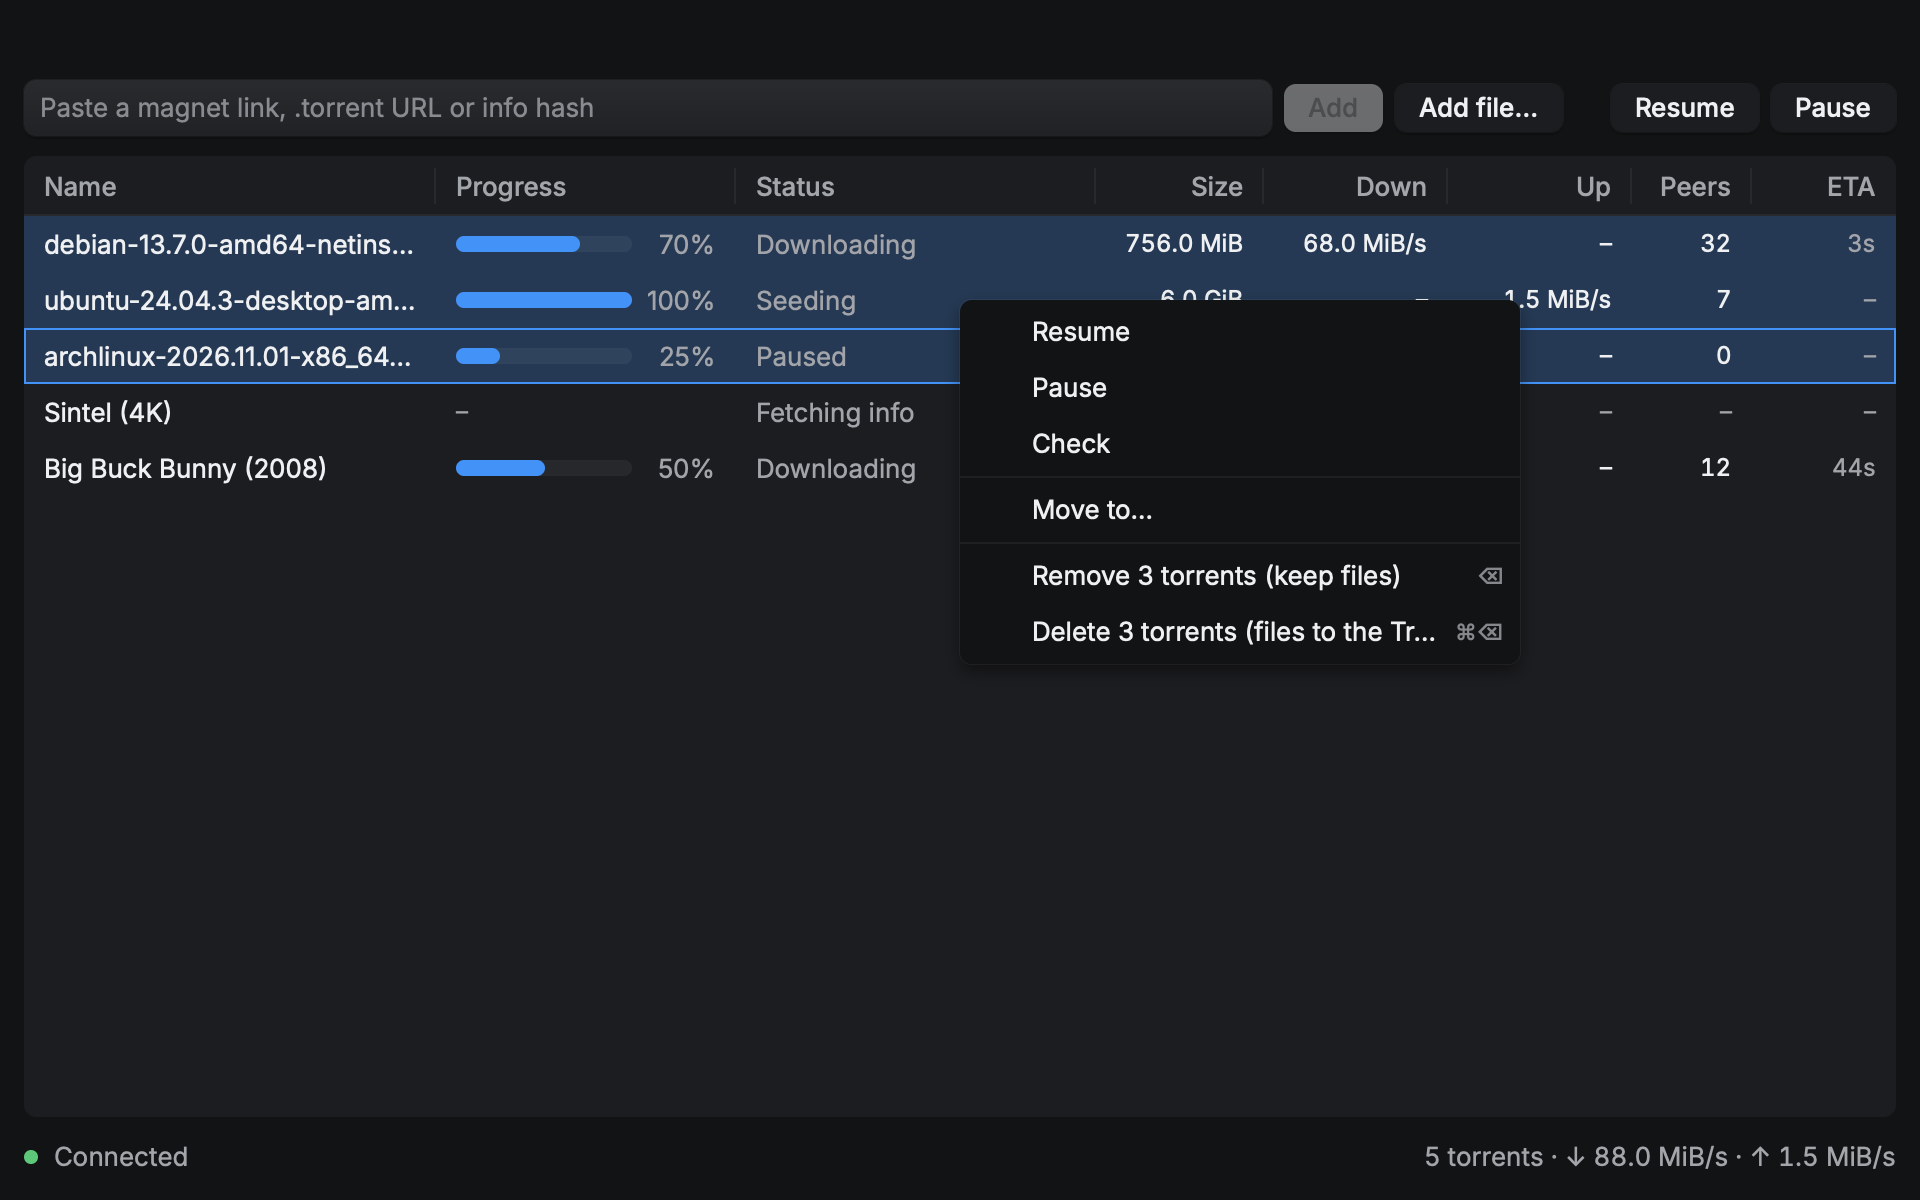 Paste a magnet link, .torrent URL or info hash Add Add file... Resume Pause
Name Progress Status Size Down Up Peers ETA
debian-13.7.0-amd64-netins... 70% Downloading 756.0 MiB 68.0 MiB/s – 32 3s
ubuntu-24.04.3-desktop-am... 100% Seeding 6.0 GiB – 1.5 MiB/s 7 –
archlinux-2026.11.01-x86_64... 25% Paused – 0 –
Sintel (4K) – Fetching info – – –
Big Buck Bunny (2008) 50% Downloading – 12 44s
Resume
Pause
Check
Move to...
Remove 3 torrents (keep files) ⌫
Delete 3 torrents (files to the Tr... ⌘⌫
Connected 5 torrents · ↓ 88.0 MiB/s · ↑ 1.5 MiB/s